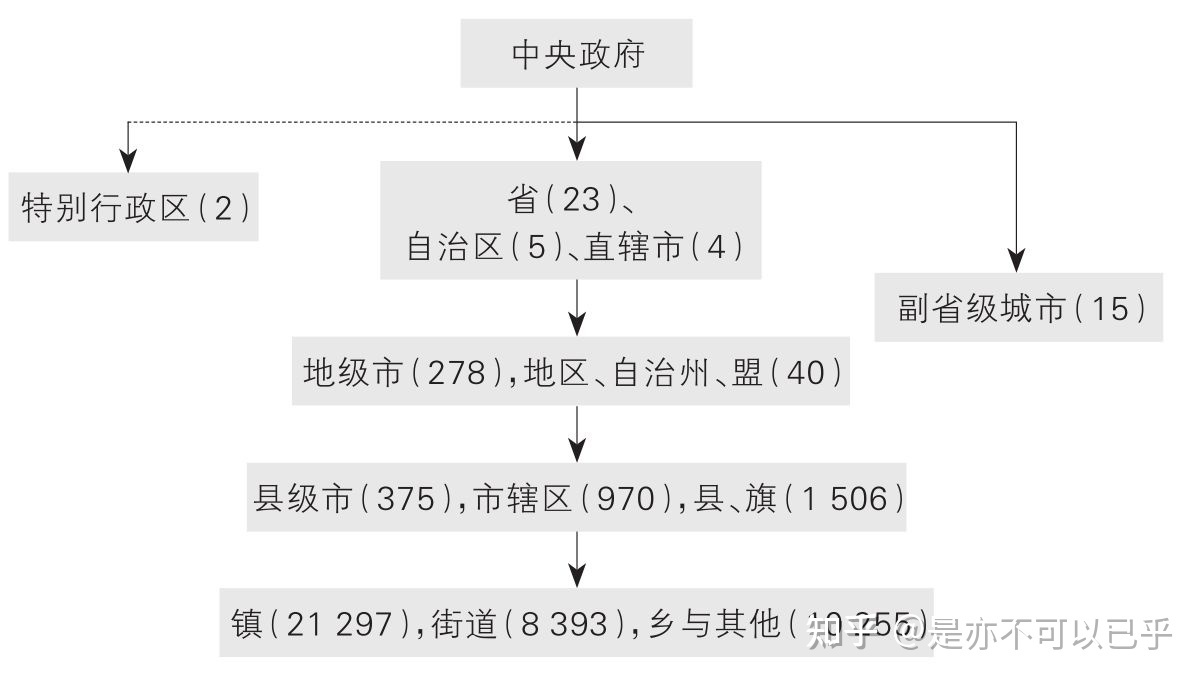 中央政府
特别行政区(2)
省(23)、
自治区(5)、直辖市(4)
副省级城市(15)
地级市(278),地区、自治州、盟(40)
县级市(375),市辖区(970),县、旗(1 506)
镇(21 297),街道(8 393),乡与其他(10 255)
知乎 @是亦不可以已乎